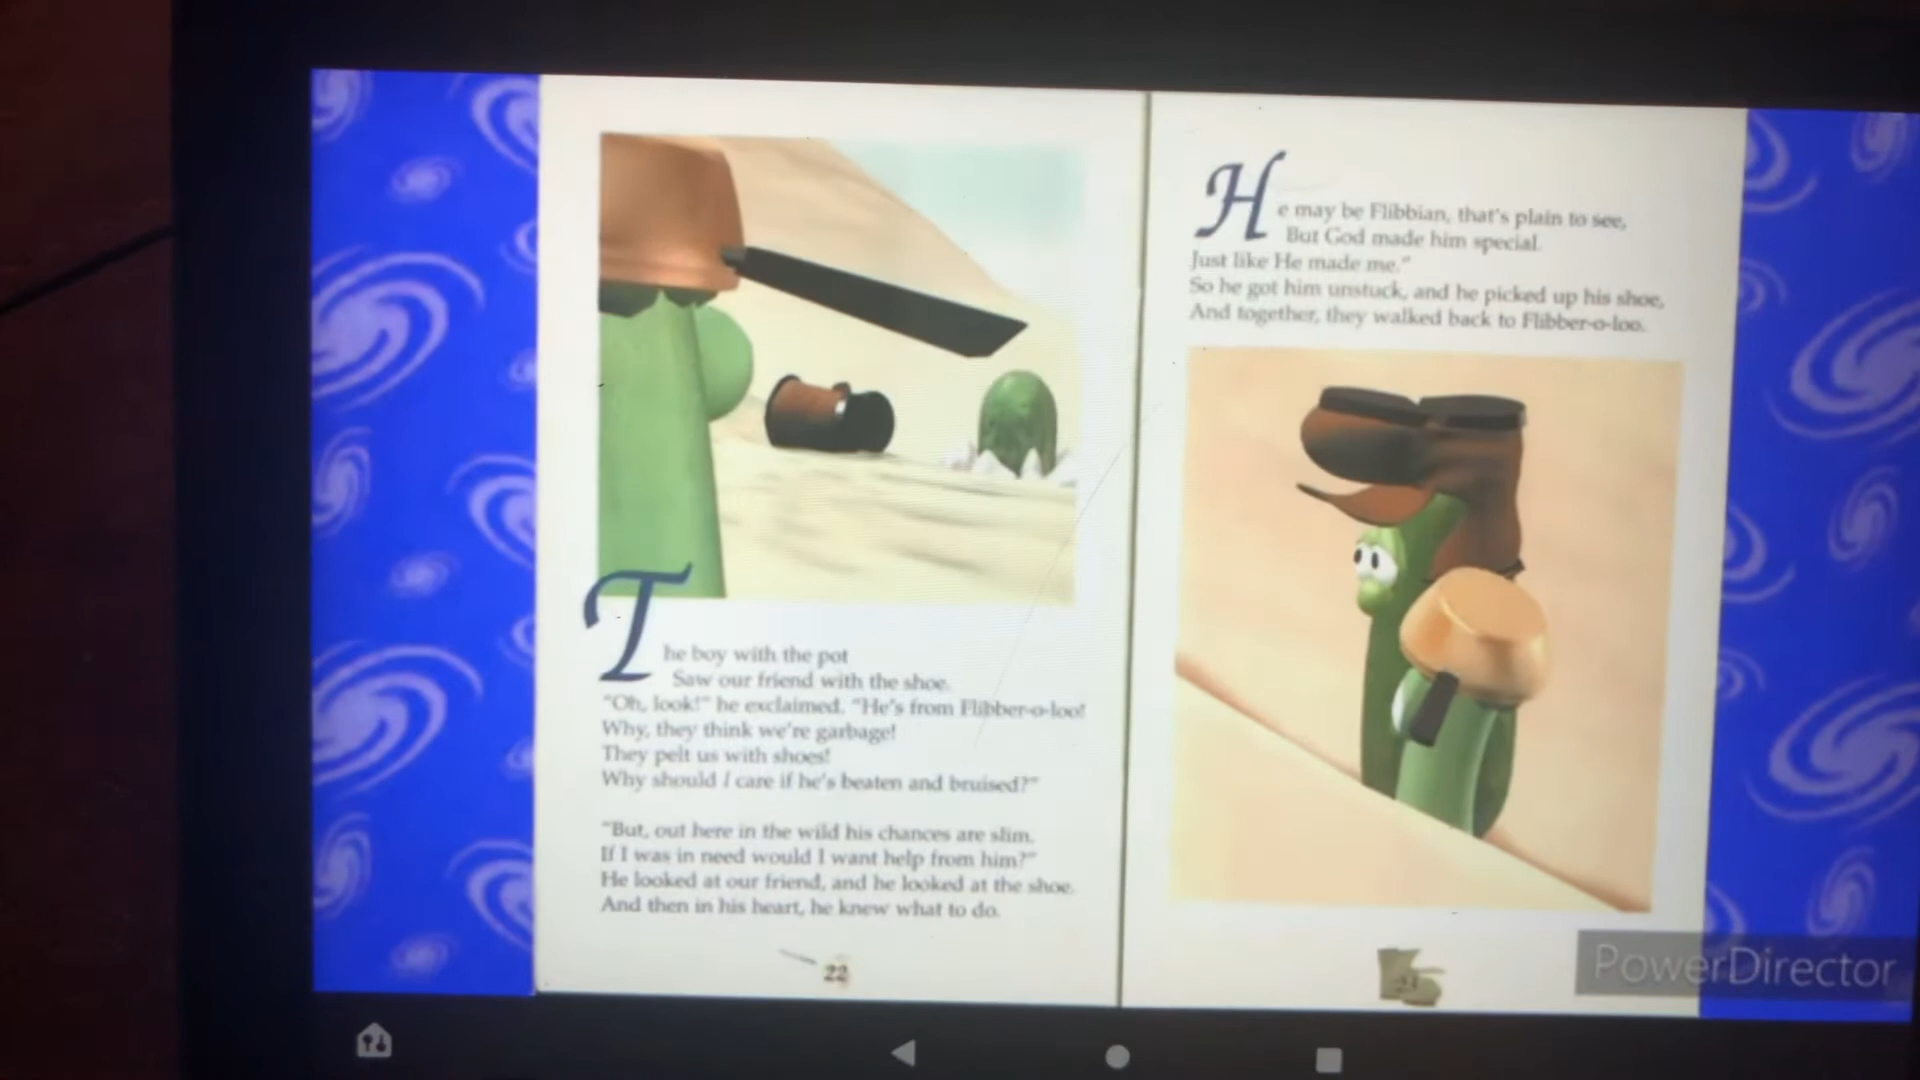 The boy with the pot
Saw our friend with the shoe.
"Oh, look!" he exclaimed. "He's from Flibber-o-loo!
Why, they think we're garbage!
They pelt us with shoes!
Why should I care if he's beaten and bruised?"
"But, out here in the wild his chances are slim.
If I was in need would I want help from him?"
He looked at our friend, and he looked at the shoe.
And then in his heart, he knew what to do.
22
He may be Flibbian, that's plain to see,
But God made him special.
Just like He made me."
So he got him unstuck, and he picked up his shoe,
And together, they walked back to Flibber-o-loo.
PowerDirector